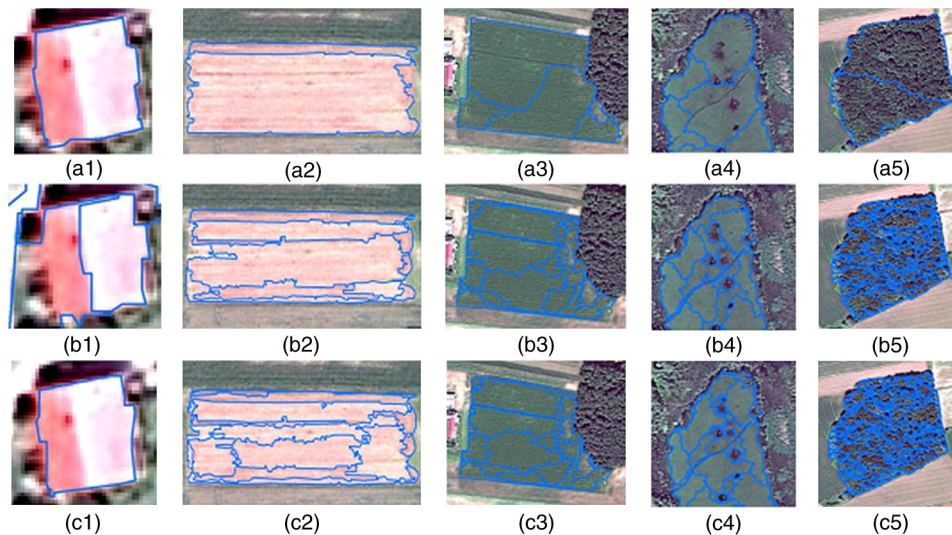 (a1) (a2) (a3) (a4) (a5)
(b1) (b2) (b3) (b4) (b5)
(c1) (c2) (c3) (c4) (c5)